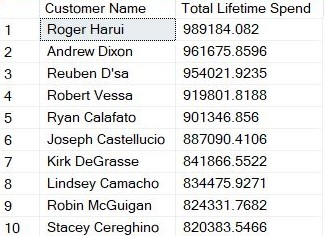 Customer Name Total Lifetime Spend
1 Roger Harui 989184.082
2 Andrew Dixon 961675.8596
3 Reuben D'sa 954021.9235
4 Robert Vessa 919801.8188
5 Ryan Calafato 901346.856
6 Joseph Castellucio 887090.4106
7 Kirk DeGrasse 841866.5522
8 Lindsey Camacho 834475.9271
9 Robin McGuigan 824331.7682
10 Stacey Cereghino 820383.5466